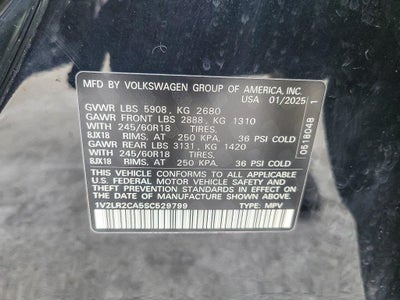 MFD BY VOLKSWAGEN GROUP OF AMERICA, INC.
USA 01/2025
GVWR LBS 5908, KG 2680
GAWR FRONT LBS 2888, KG 1310
WITH 245/60R18 TIRES,
8JX18 RIMS, AT 250 KPA, 36 PSI COLD
GAWR REAR LBS 3131, KG 1420
WITH 245/60R18 TIRES,
8JX18 RIMS, AT 250 KPA, 36 PSI COLD
THIS VEHICLE CONFORMS TO ALL APPLICABLE
U.S. FEDERAL MOTOR VEHICLE SAFETY AND
THEFT PREVENTION STANDARDS IN EFFECT ON THE
DATE OF MANUFACTURE SHOWN ABOVE.
1V2LR2CA5SC529799 TYPE: MPV
0518048 1